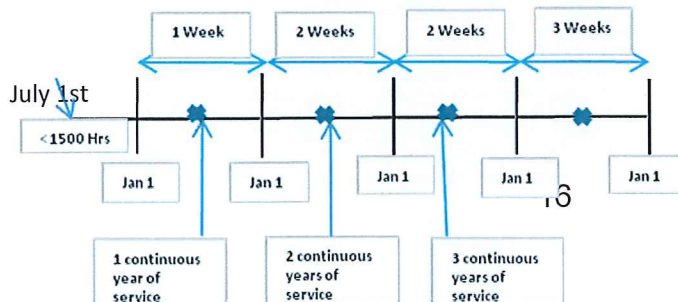 1 Week
2 Weeks
2 Weeks
3 Weeks
July 1st
<1500 Hrs
Jan 1
Jan 1
Jan 1
Jan 1
Jan 1
16
1 continuous
year of
service
2 continuous
years of
service
3 continuous
years of
service